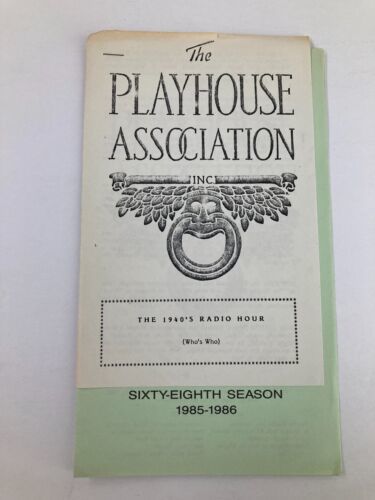 The
PLAYHOUSE
ASSOCIATION
INC.
THE 1940'S RADIO HOUR
(Who's Who)
SIXTY-EIGHTH SEASON
1985-1986